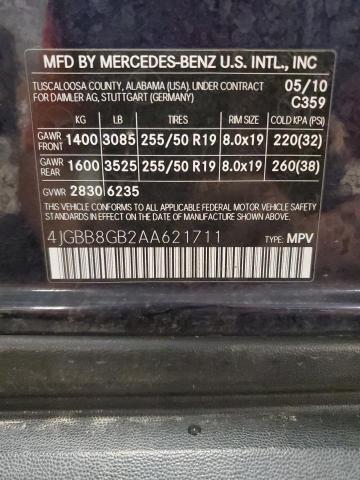 MFD BY MERCEDES-BENZ U.S. INTL., INC
TUSCALOOSA COUNTY, ALABAMA (USA). UNDER CONTRACT 05/10
FOR DAIMLER AG, STUTTGART (GERMANY) C359
KG LB TIRES RIM SIZE COLD KPA (PSI)
GAWR FRONT 1400 3085 255/50 R19 8.0x19 220(32)
GAWR REAR 1600 3525 255/50 R19 8.0x19 260(38)
GVWR 2830 6235
THIS VEHICLE CONFORMS TO ALL APPLICABLE FEDERAL MOTOR VEHICLE SAFETY
STANDARDS IN EFFECT ON THE DATE OF MANUFACTURE SHOWN ABOVE.
4JGBB8GB2AA621711
TYPE: MPV